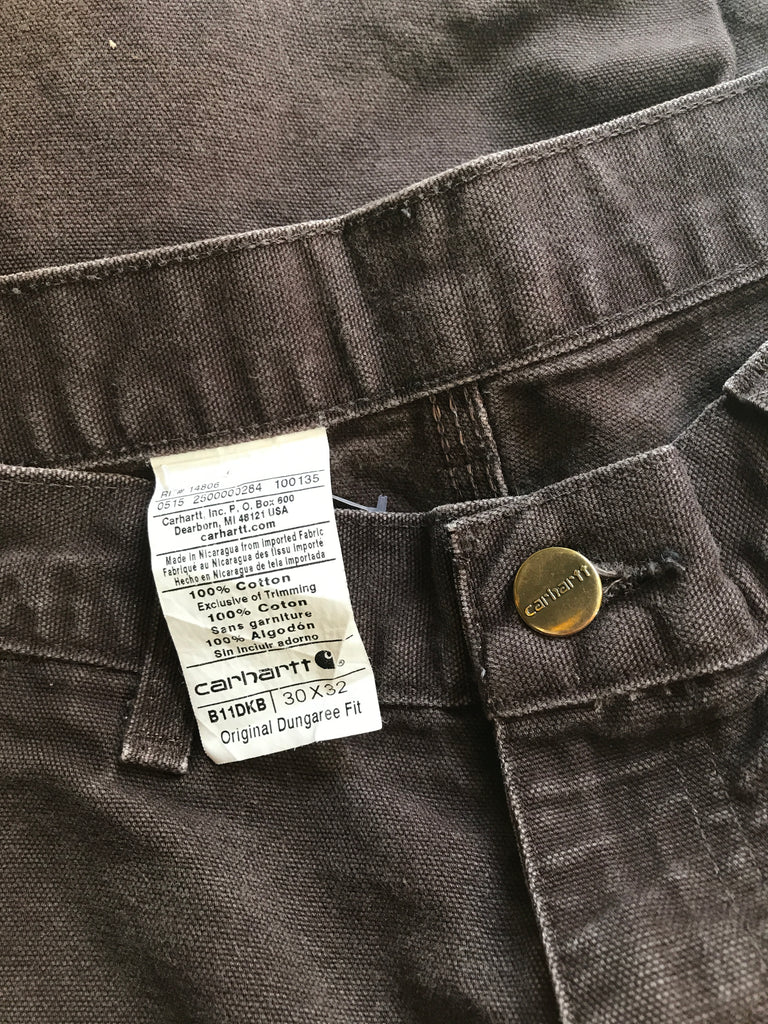 RN # 14806
0515 2500000284 100135
Carhartt, Inc. P. O. Box 600
Dearborn, MI 48121 USA
carhartt.com
Made in Nicaragua from Imported Fabric
Fabriqué au Nicaragua des tissu Importe
Hecho en Nicaragua de tela importada
100% Cotton
Exclusive of Trimming
100% Coton
Sans garniture
100% Algodón
Sin incluir adorno
carhartt ®
B11DKB 30 X 32
Original Dungaree Fit
carhartt